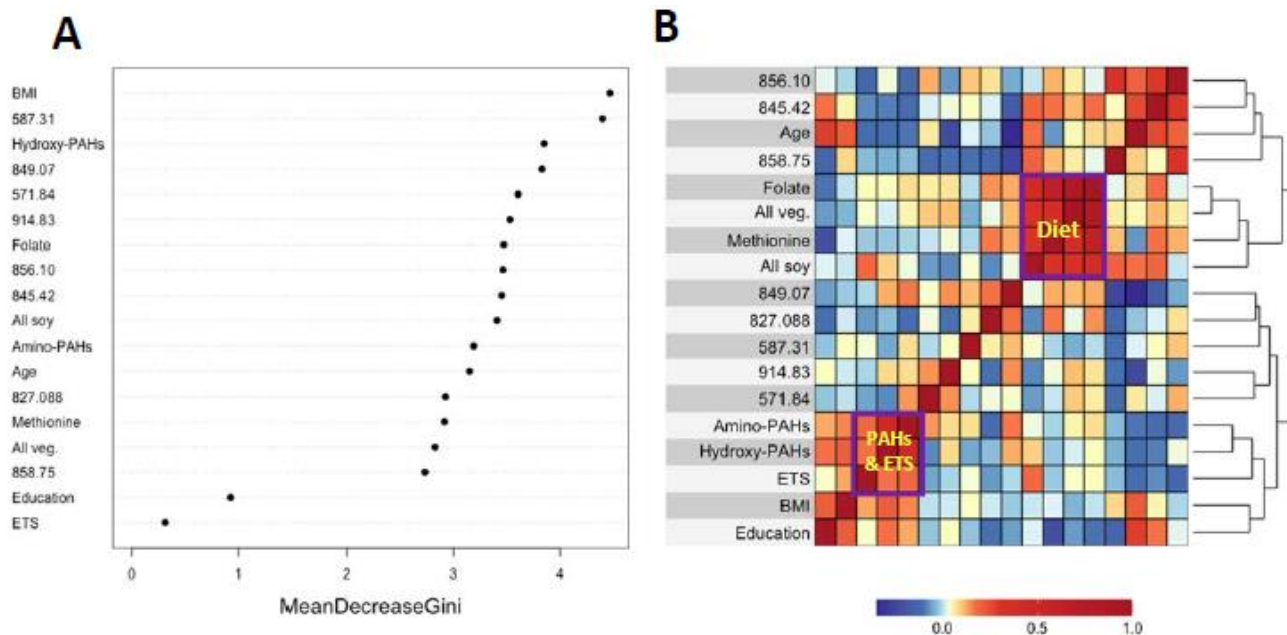 A
BMI
587.31
Hydroxy-PAHs
849.07
571.84
914.83
Folate
856.10
845.42
All soy
Amino-PAHs
Age
827.088
Methionine
All veg.
858.75
Education
ETS
0 1 2 3 4
MeanDecreaseGini
B
856.10
845.42
Age
858.75
Folate
All veg.
Methionine
All soy
849.07
827.088
587.31
914.83
571.84
Amino-PAHs
Hydroxy-PAHs
ETS
BMI
Education
Diet
PAHs
& ETS
0.0 0.5 1.0